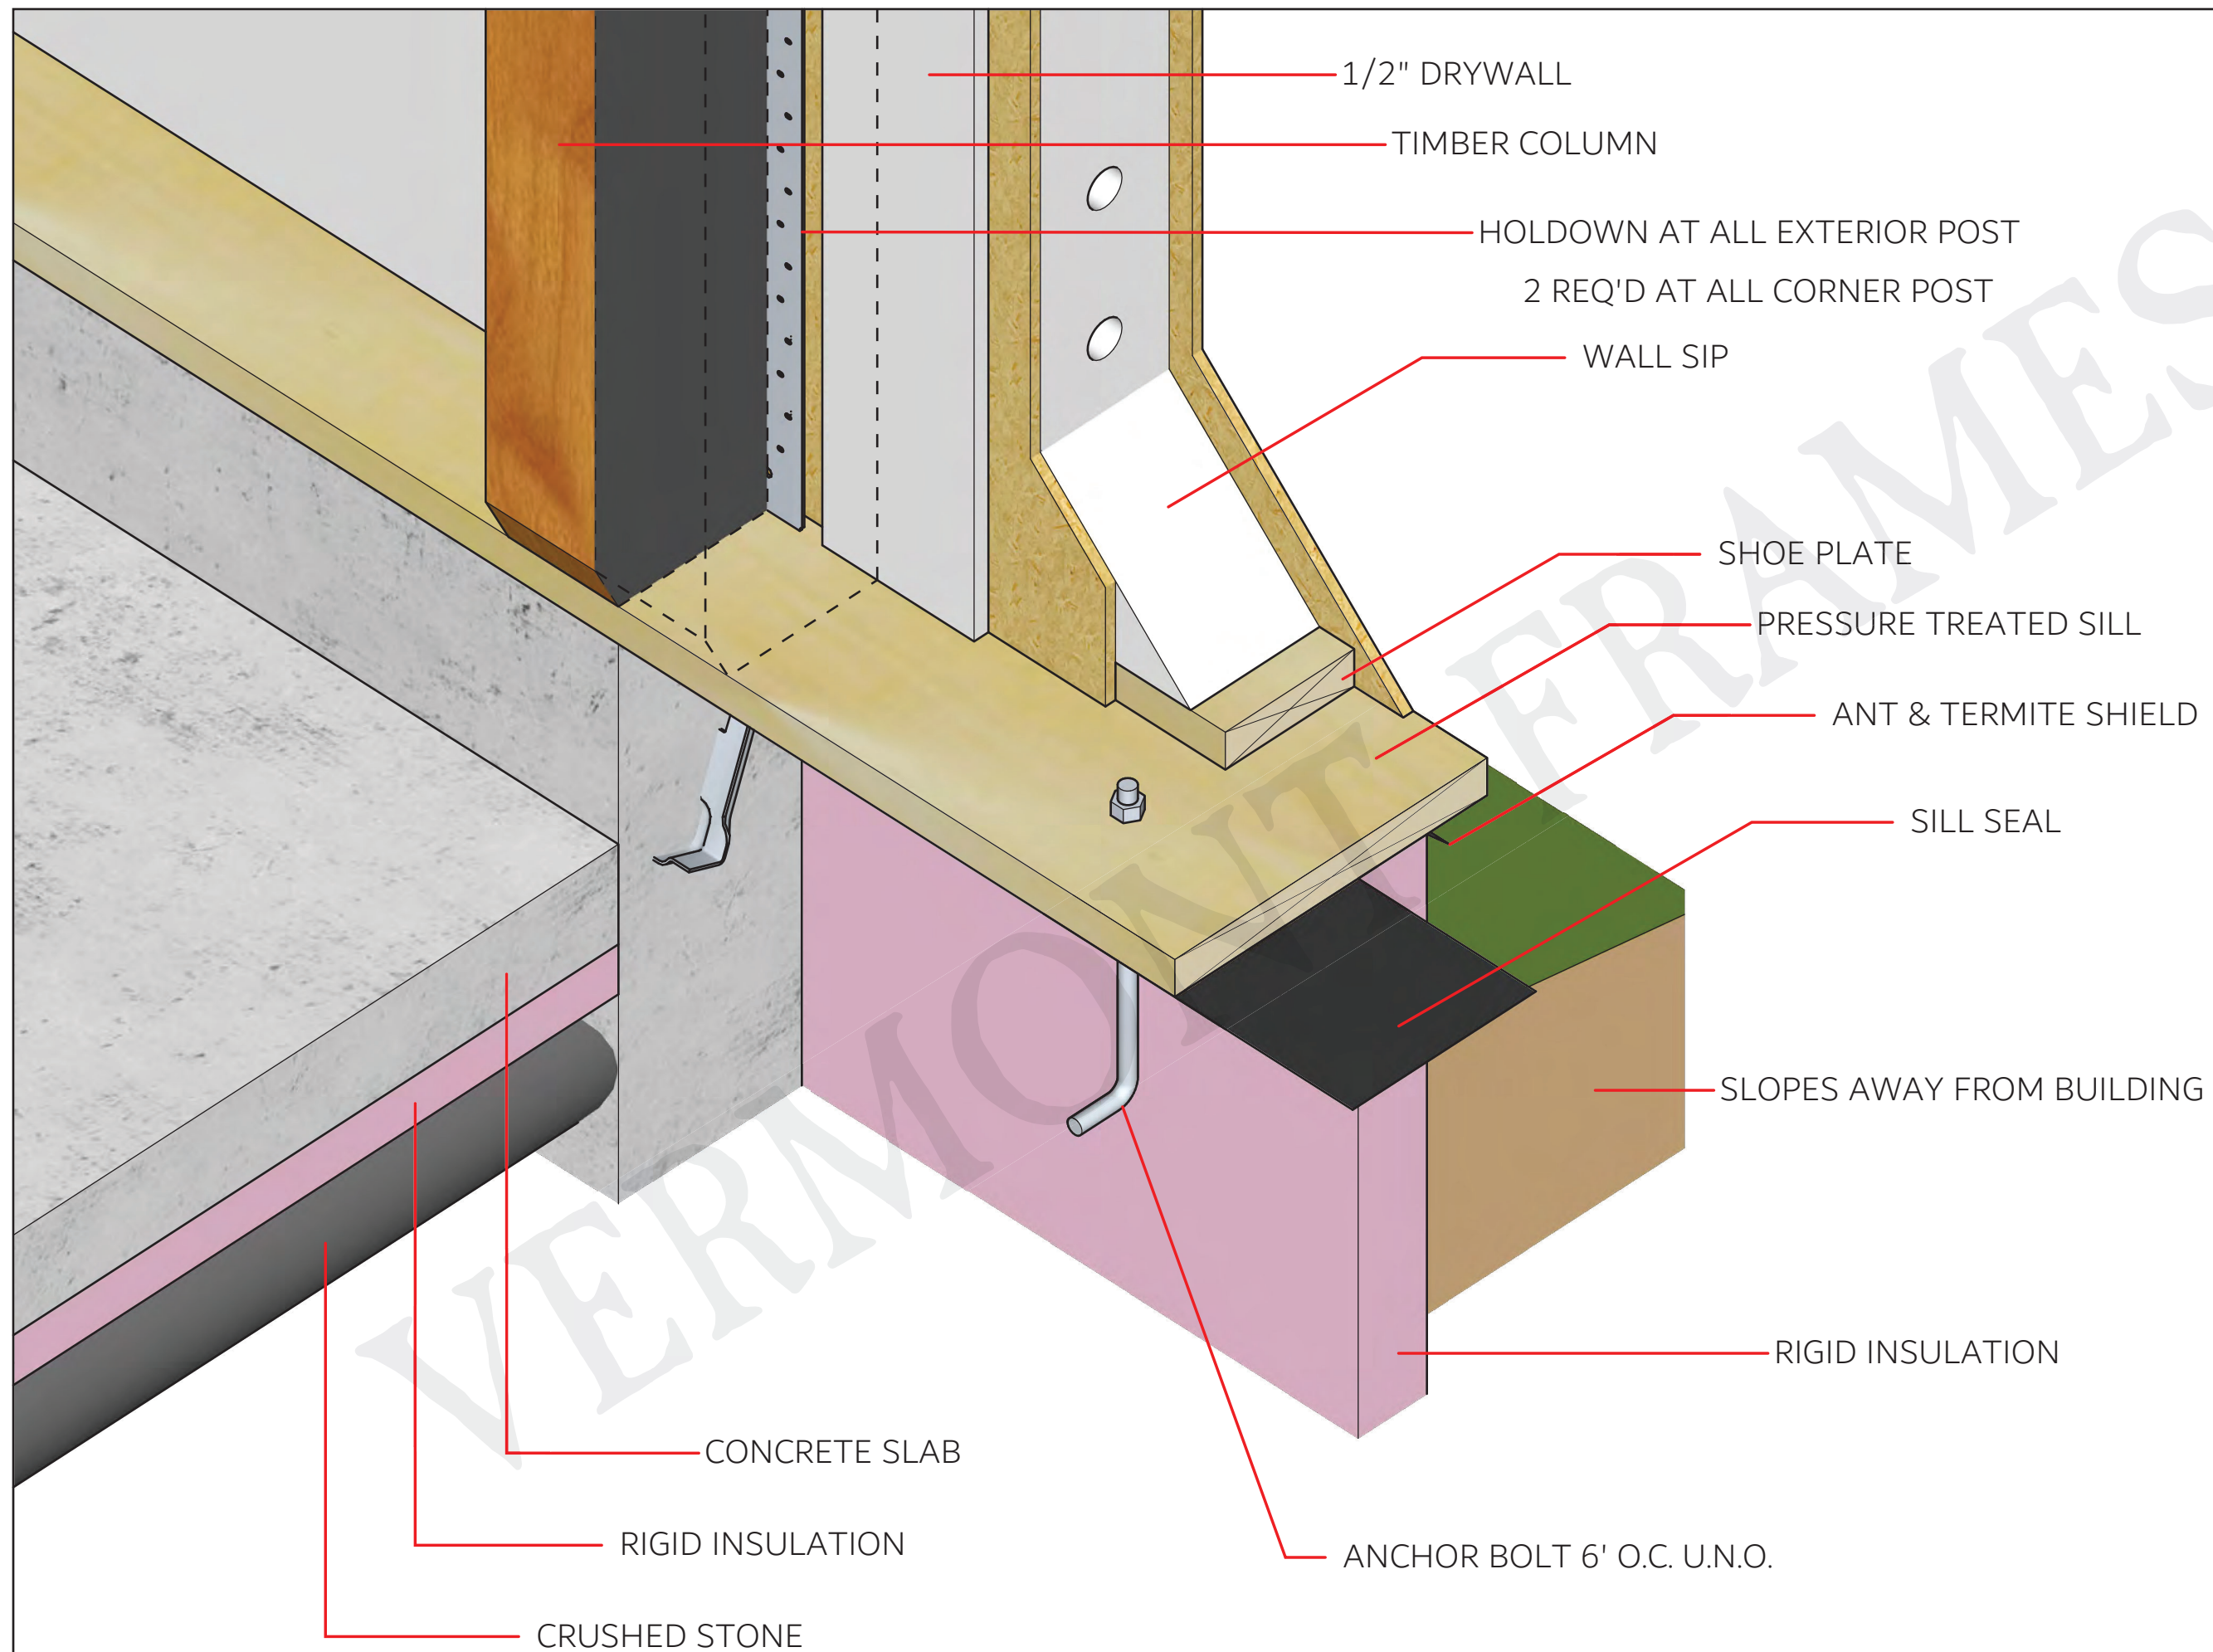 1/2" DRYWALL
TIMBER COLUMN
HOLDOWN AT ALL EXTERIOR POST
2 REQ'D AT ALL CORNER POST
WALL SIP
SHOE PLATE
PRESSURE TREATED SILL
ANT & TERMITE SHIELD
SILL SEAL
SLOPES AWAY FROM BUILDING
RIGID INSULATION
CONCRETE SLAB
RIGID INSULATION
ANCHOR BOLT 6' O.C. U.N.O.
CRUSHED STONE
VERMONT FRAMES